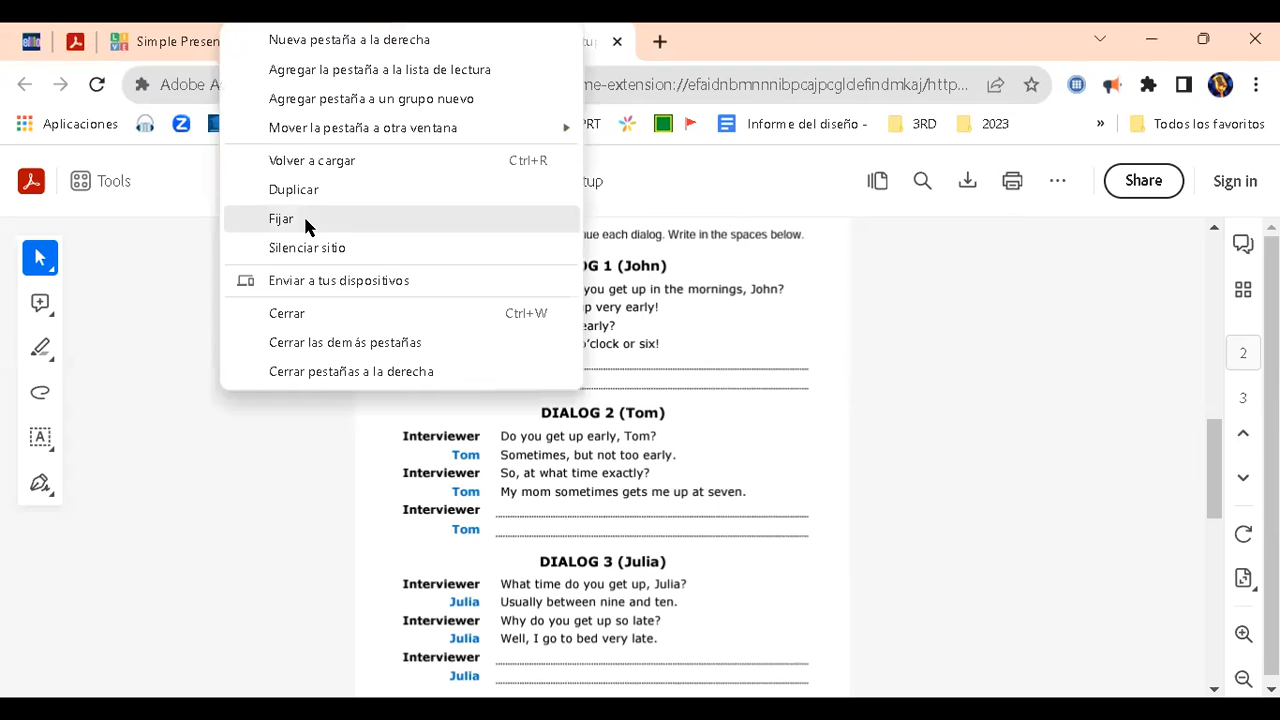 ello
LIVE
Simple Presen
Nueva pestaña a la derecha
Agregar la pestaña a la lista de lectura
Agregar pestaña a un grupo nuevo
Mover la pestaña a otra ventana
Volver a cargar Ctrl+R
Duplicar
Fijar
Silenciar sitio
Enviar a tus dispositivos
Cerrar Ctrl+W
Cerrar las demás pestañas
Cerrar pestañas a la derecha
Adobe A
me-extension://efaidnbmnnnibpcajpcglclefindmkaj/http...
Aplicaciones
Z
PRT
Informe del diseño -
3RD
2023
»
Todos los favoritos
Tools
tup
Share
Sign in
nue each dialog. Write in the spaces below.
OG 1 (John)
you get up in the mornings, John?
p very early!
early?
o'clock or six!
DIALOG 2 (Tom)
Interviewer Do you get up early, Tom?
Tom Sometimes, but not too early.
Interviewer So, at what time exactly?
Tom My mom sometimes gets me up at seven.
Interviewer
Tom
DIALOG 3 (Julia)
Interviewer What time do you get up, Julia?
Julia Usually between nine and ten.
Interviewer Why do you get up so late?
Julia Well, I go to bed very late.
Interviewer
Julia
2
3